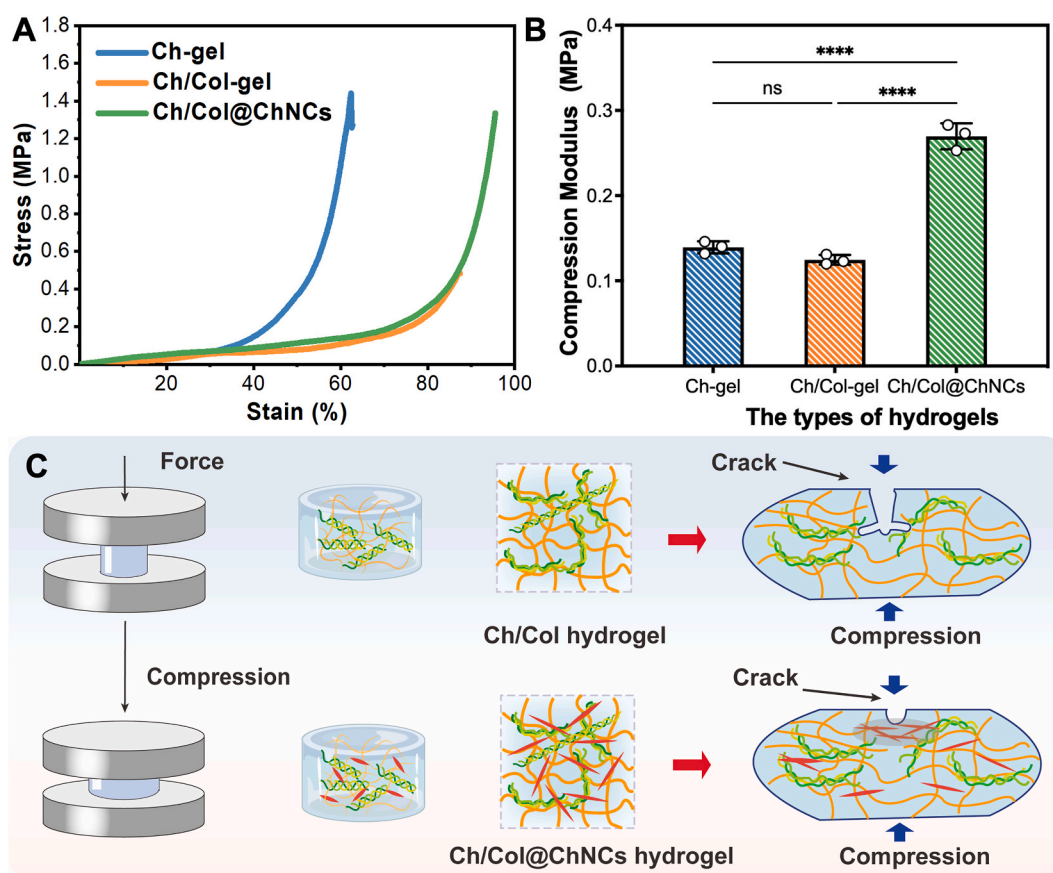 A
Stress (MPa)
1.8
1.6
1.4
1.2
1.0
0.8
0.6
0.4
0.2
0.0
Ch-gel
Ch/Col-gel
Ch/Col@ChNCs
20
40
60
80
100
Stain (%)
B
Compression Modulus (MPa)
0.4
0.3
0.2
0.1
0.0
****
ns
****
Ch-gel
Ch/Col-gel
Ch/Col@ChNCs
The types of hydrogels
C
Force
Crack
Ch/Col hydrogel
Compression
Compression
Crack
Ch/Col@ChNCs hydrogel
Compression